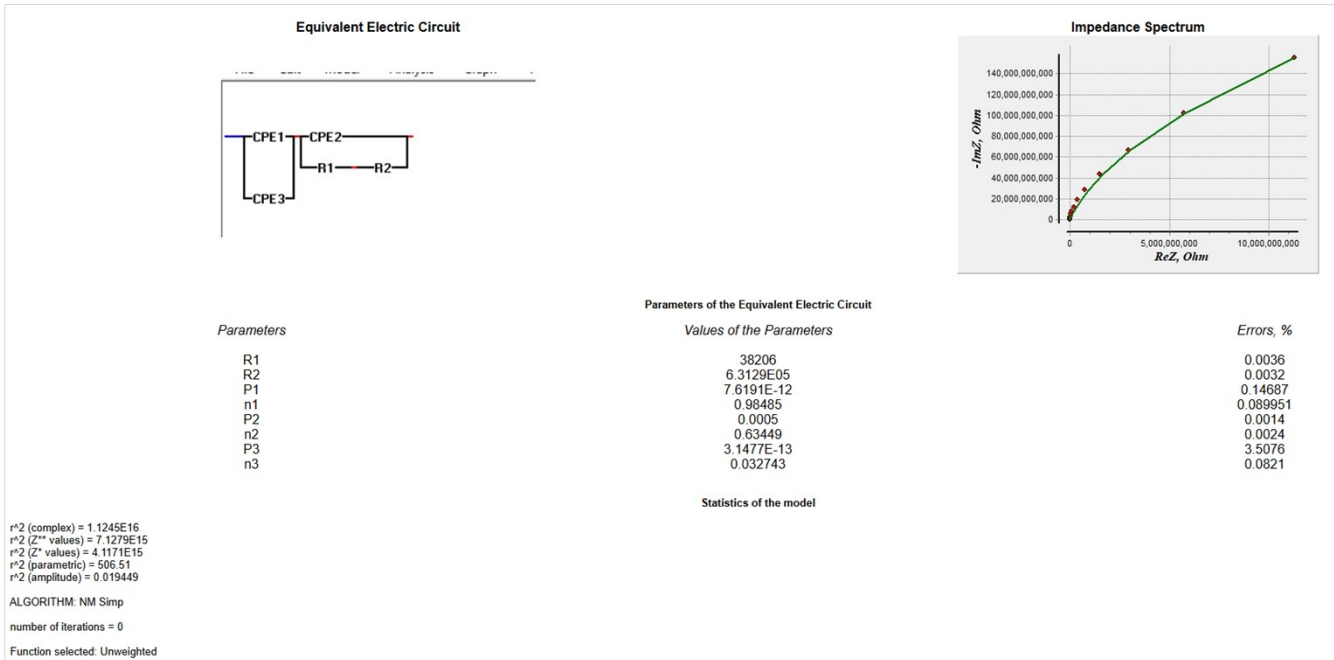 Equivalent Electric Circuit
Impedance Spectrum
CPE1
CPE2
R1
R2
CPE3
-ImZ, Ohm
140,000,000,000
120,000,000,000
100,000,000,000
80,000,000,000
60,000,000,000
40,000,000,000
20,000,000,000
0
0 5,000,000,000 10,000,000,000
ReZ, Ohm
Parameters of the Equivalent Electric Circuit
Parameters Values of the Parameters Errors, %
R1 38206 0.0036
R2 6.3129E05 0.0032
P1 7.6191E-12 0.14687
n1 0.98485 0.089951
P2 0.0005 0.0014
n2 0.63449 0.0024
P3 3.1477E-13 3.5076
n3 0.032743 0.0821
Statistics of the model
r^2 (complex) = 1.1245E16
r^2 (Z** values) = 7.1279E15
r^2 (Z* values) = 4.1171E15
r^2 (parametric) = 506.51
r^2 (amplitude) = 0.019449
ALGORITHM: NM Simp
number of iterations = 0
Function selected: Unweighted